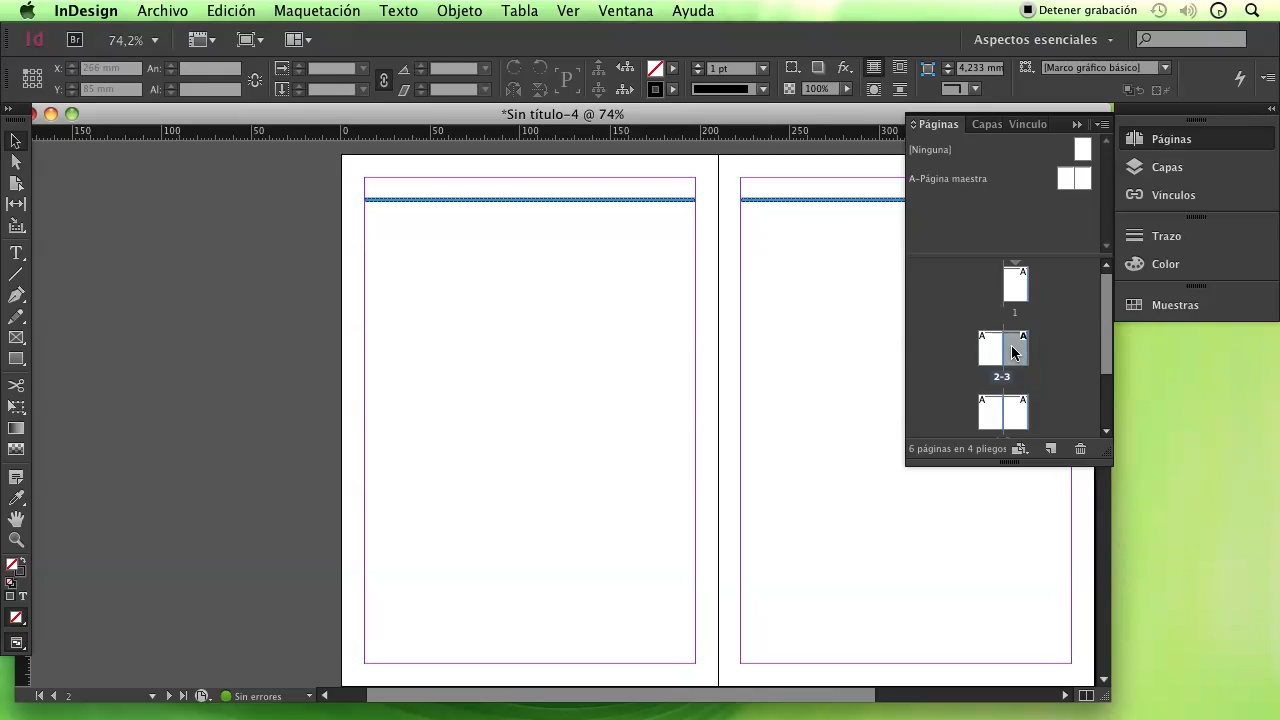 InDesign Archivo Edición Maquetación Texto Objeto Tabla Ver Ventana Ayuda Detener grabación
Id Br 74,2% Aspectos esenciales
X: 266 mm An: 1 pt 4,233 mm [Marco gráfico básico]
Y: 85 mm Al: P fx. 100%
*Sin título-4 @ 74%
150 100 50 0 50 100 150 200 250 300
Páginas Capas Vínculo
[Ninguna]
A-Página maestra
A
1
A A
2-3
A A
6 páginas en 4 pliegos
Páginas
Capas
Vínculos
Trazo
Color
Muestras
T
T
2 Sin errores